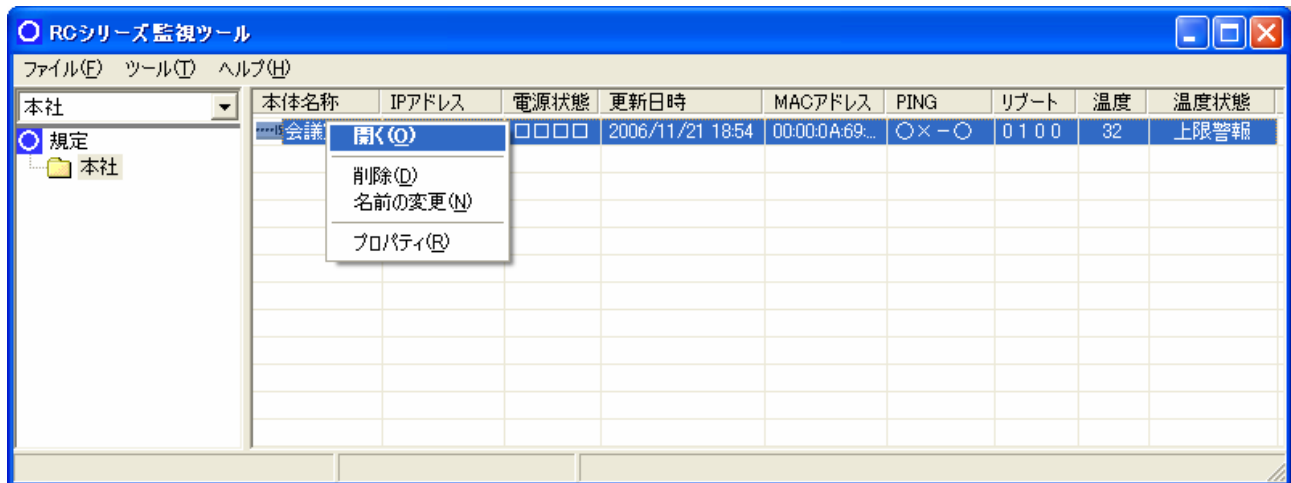 RCシリーズ監視ツール
ファイル(F) ツール(T) ヘルプ(H)
本社
規定
本社
本体名称 IPアドレス 電源状態 更新日時 MACアドレス PING リブート 温度 温度状態
会議 □□□□ 2006/11/21 18:54 00:00:0A:69:... ○×−○ 0100 32 上限警報
開く(O)
削除(D)
名前の変更(N)
プロパティ(R)